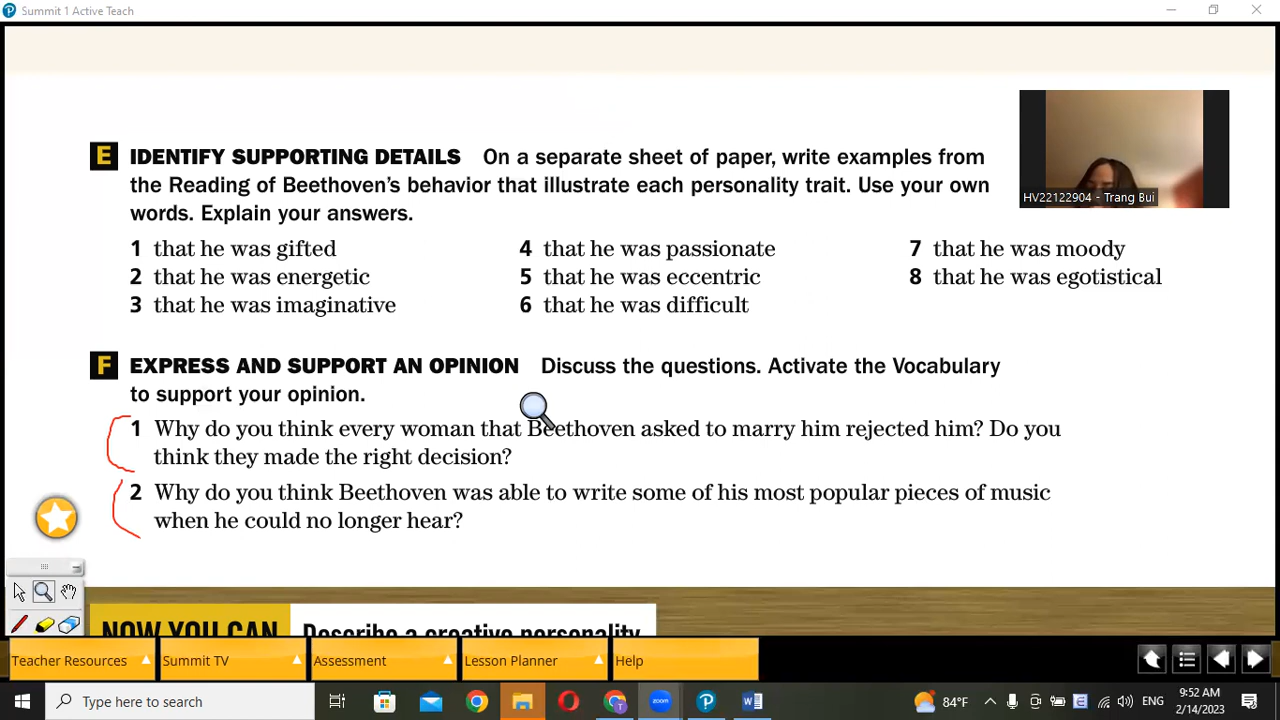 Summit 1 Active Teach
E IDENTIFY SUPPORTING DETAILS On a separate sheet of paper, write examples from
the Reading of Beethoven's behavior that illustrate each personality trait. Use your own
words. Explain your answers.
1 that he was gifted
2 that he was energetic
3 that he was imaginative
4 that he was passionate
5 that he was eccentric
6 that he was difficult
7 that he was moody
8 that he was egotistical
HV22122904 - Trang Bui
F EXPRESS AND SUPPORT AN OPINION Discuss the questions. Activate the Vocabulary
to support your opinion.
1 Why do you think every woman that Beethoven asked to marry him rejected him? Do you
think they made the right decision?
2 Why do you think Beethoven was able to write some of his most popular pieces of music
when he could no longer hear?
NOW YOU CAN Describe a creative personality
Teacher Resources
Summit TV
Assessment
Lesson Planner
Help
Type here to search
84°F
ENG
9:52 AM
2/14/2023